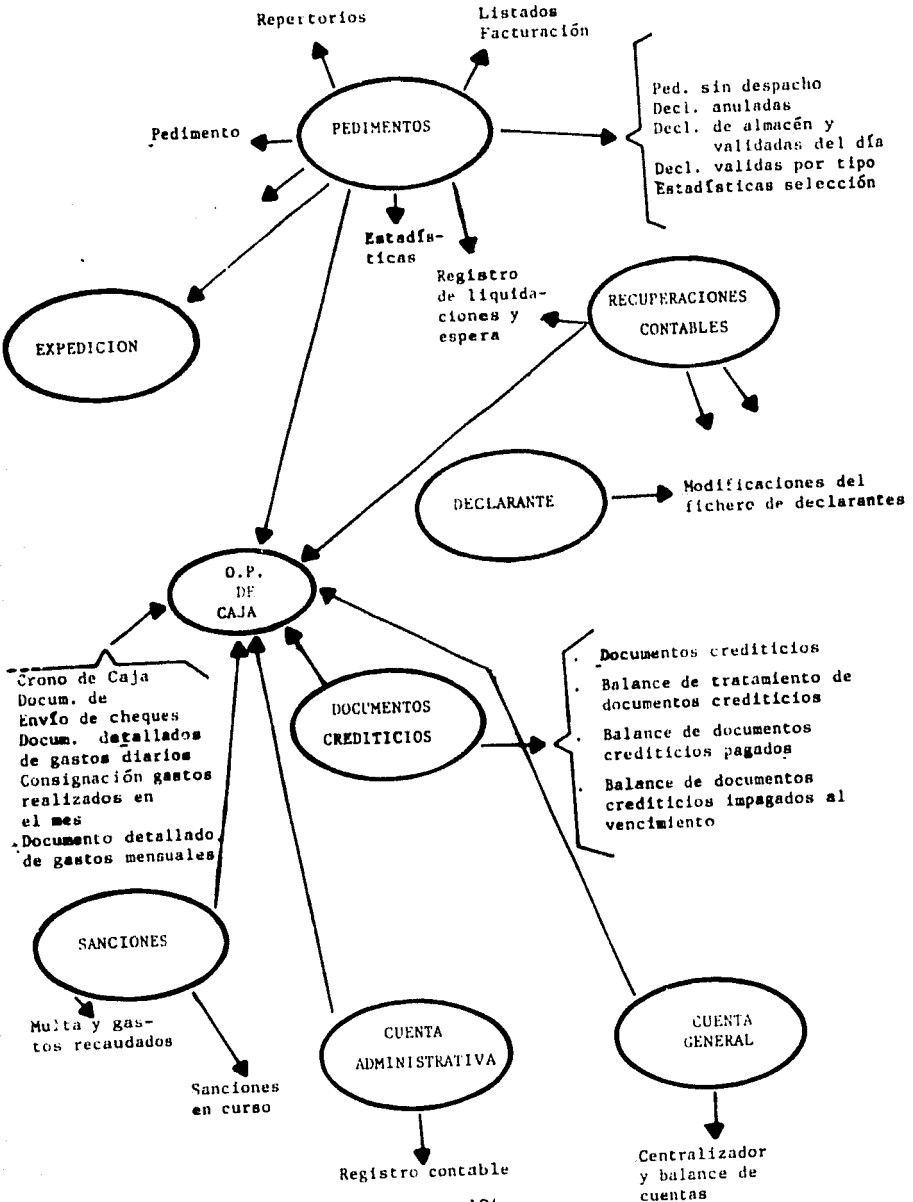 Repertorios
Listados
Facturación
PEDIMENTOS
Pedimento
Ped. sin despacho
Decl. anuladas
Decl. de almacén y
validadas del día
Decl. validas por tipo
Estadísticas selección
Estadís-
ticas
Registro
de liquida-
ciones y
espera
RECUPERACIONES
CONTABLES
EXPEDICION
DECLARANTE
Modificaciones del
fichero de declarantes
O.P.
DE
CAJA
Crono de Caja
Docum. de
Envío de cheques
Docum. detallados
de gastos diarios
Consignación gastos
realizados en
el mes
.Documento detallado
de gastos mensuales
DOCUMENTOS
CREDITICIOS
. Documentos crediticios
. Balance de tratamiento de
documentos crediticios
. Balance de documentos
crediticios pagados
. Balance de documentos
crediticios impagados al
vencimiento
SANCIONES
Multa y gas-
tos recaudados
Sanciones
en curso
CUENTA
ADMINISTRATIVA
Registro contable
CUENTA
GENERAL
Centralizador
y balance de
cuentas